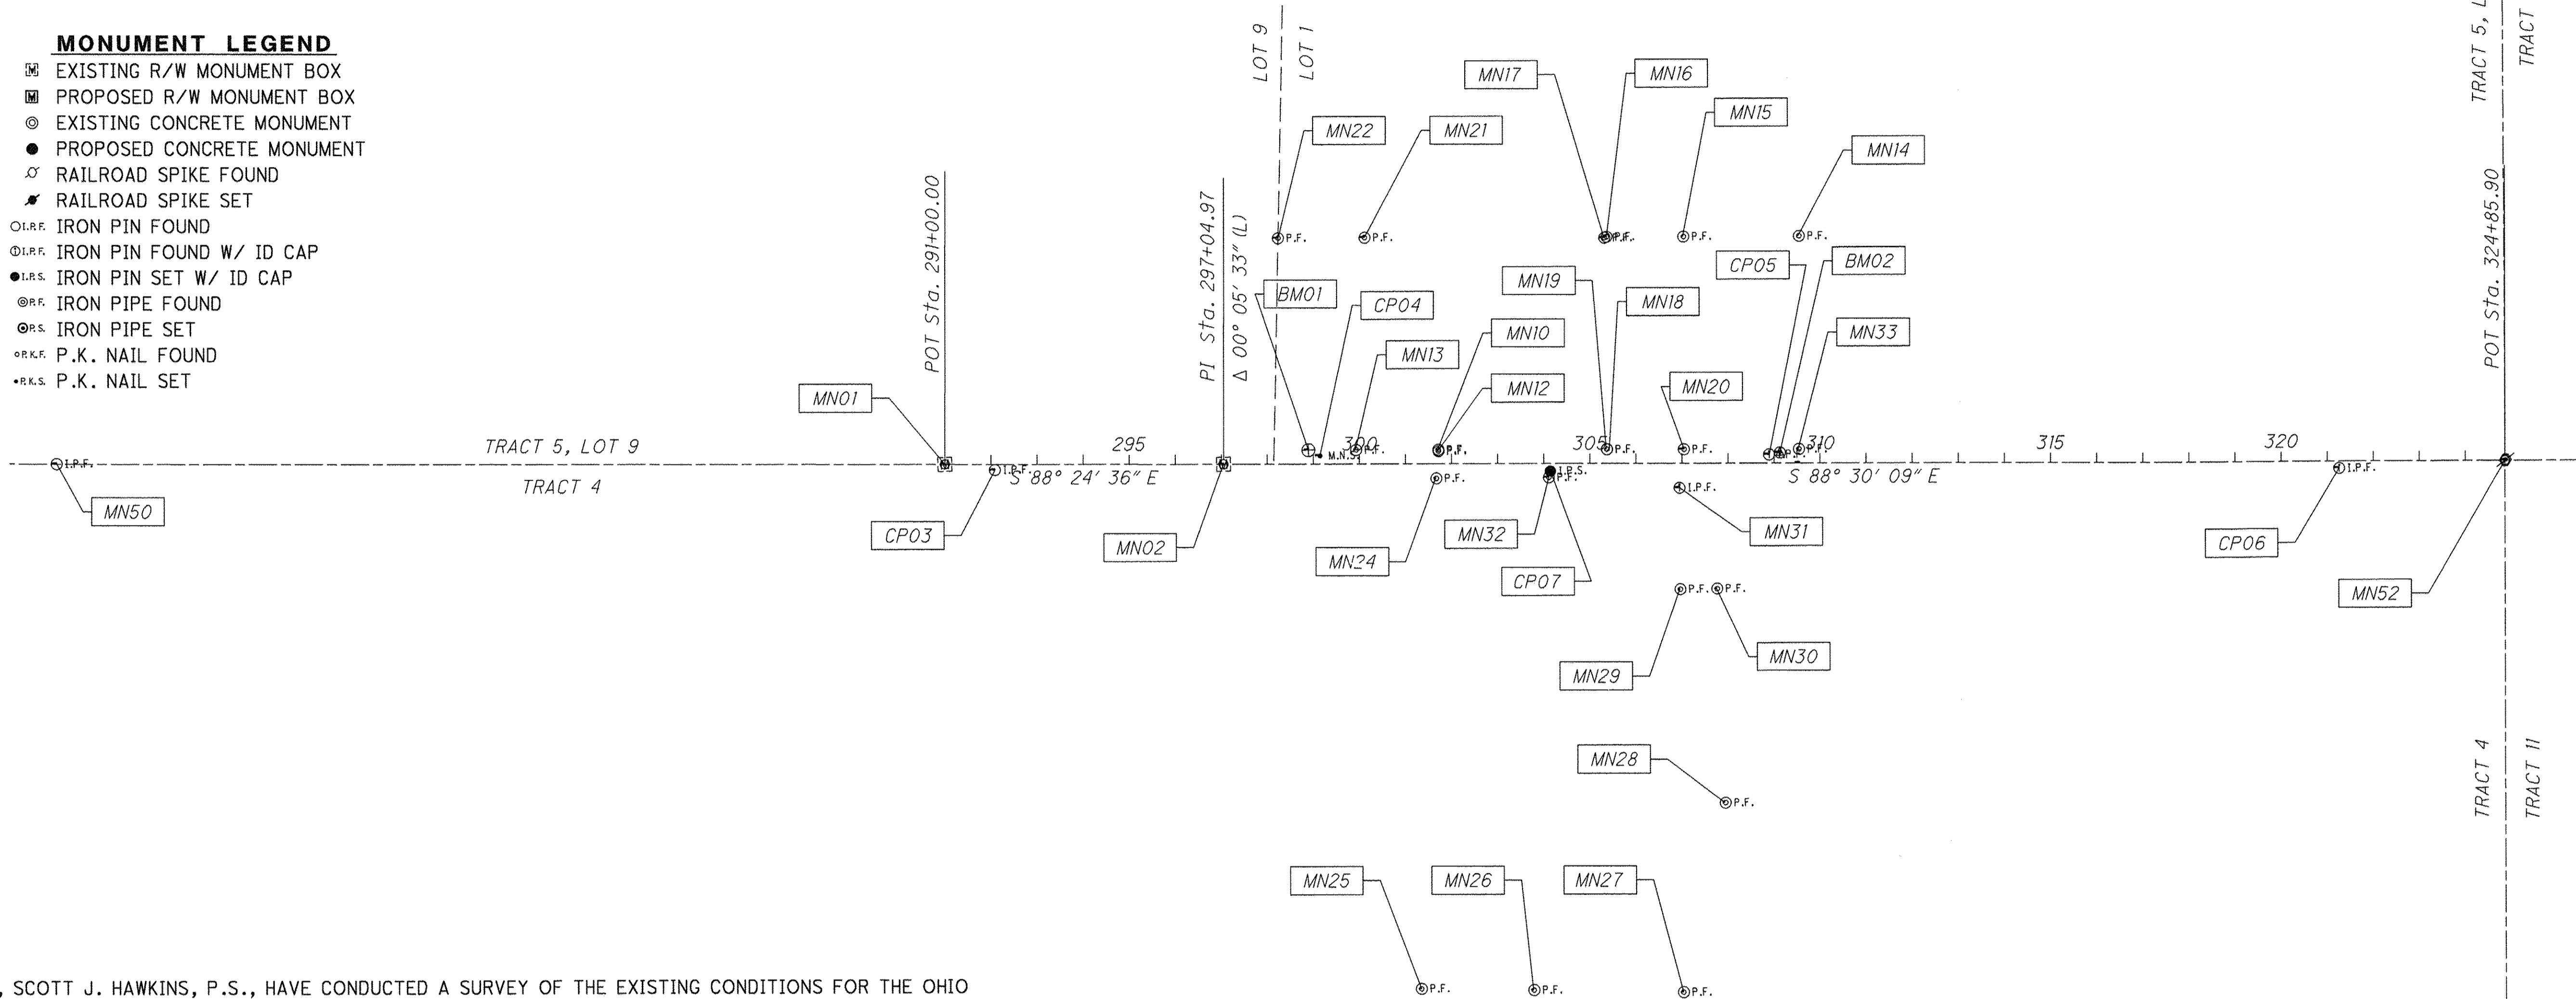 MONUMENT LEGEND
EXISTING R/W MONUMENT BOX
PROPOSED R/W MONUMENT BOX
EXISTING CONCRETE MONUMENT
PROPOSED CONCRETE MONUMENT
RAILROAD SPIKE FOUND
RAILROAD SPIKE SET
I.P.F. IRON PIN FOUND
I.P.F. IRON PIN FOUND W/ ID CAP
I.P.S. IRON PIN SET W/ ID CAP
P.F. IRON PIPE FOUND
P.S. IRON PIPE SET
P.K.F. P.K. NAIL FOUND
P.K.S. P.K. NAIL SET
LOT 9
LOT 1
TRACT 5, L
TRACT
MN17
MN16
MN15
MN14
MN22
MN21
P.F.
P.F.
P.F.
P.F.
P.F.
POT Sta. 291+00.00
PI Sta. 297+04.97
Δ 00° 05' 33" (L)
POT Sta. 324+85.90
BM01
CP04
MN10
MN13
MN12
MN19
MN18
MN20
CP05
BM02
MN33
MN01
TRACT 5, LOT 9
295
300
305
310
315
320
I.P.F.
I.P.F.
M.N.S.
P.F.
P.F.
P.F.
P.F.
P.F.
I.P.F.
TRACT 4
S 88° 24' 36" E
S 88° 30' 09" E
P.F.
I.P.S.
P.F.
I.P.F.
MN50
CP03
MN02
MN24
MN32
CP07
MN31
CP06
MN52
P.F.
P.F.
MN29
MN30
MN28
P.F.
TRACT 4
TRACT 11
MN25
MN26
MN27
P.F.
P.F.
P.F.
, SCOTT J. HAWKINS, P.S., HAVE CONDUCTED A SURVEY OF THE EXISTING CONDITIONS FOR THE OHIO